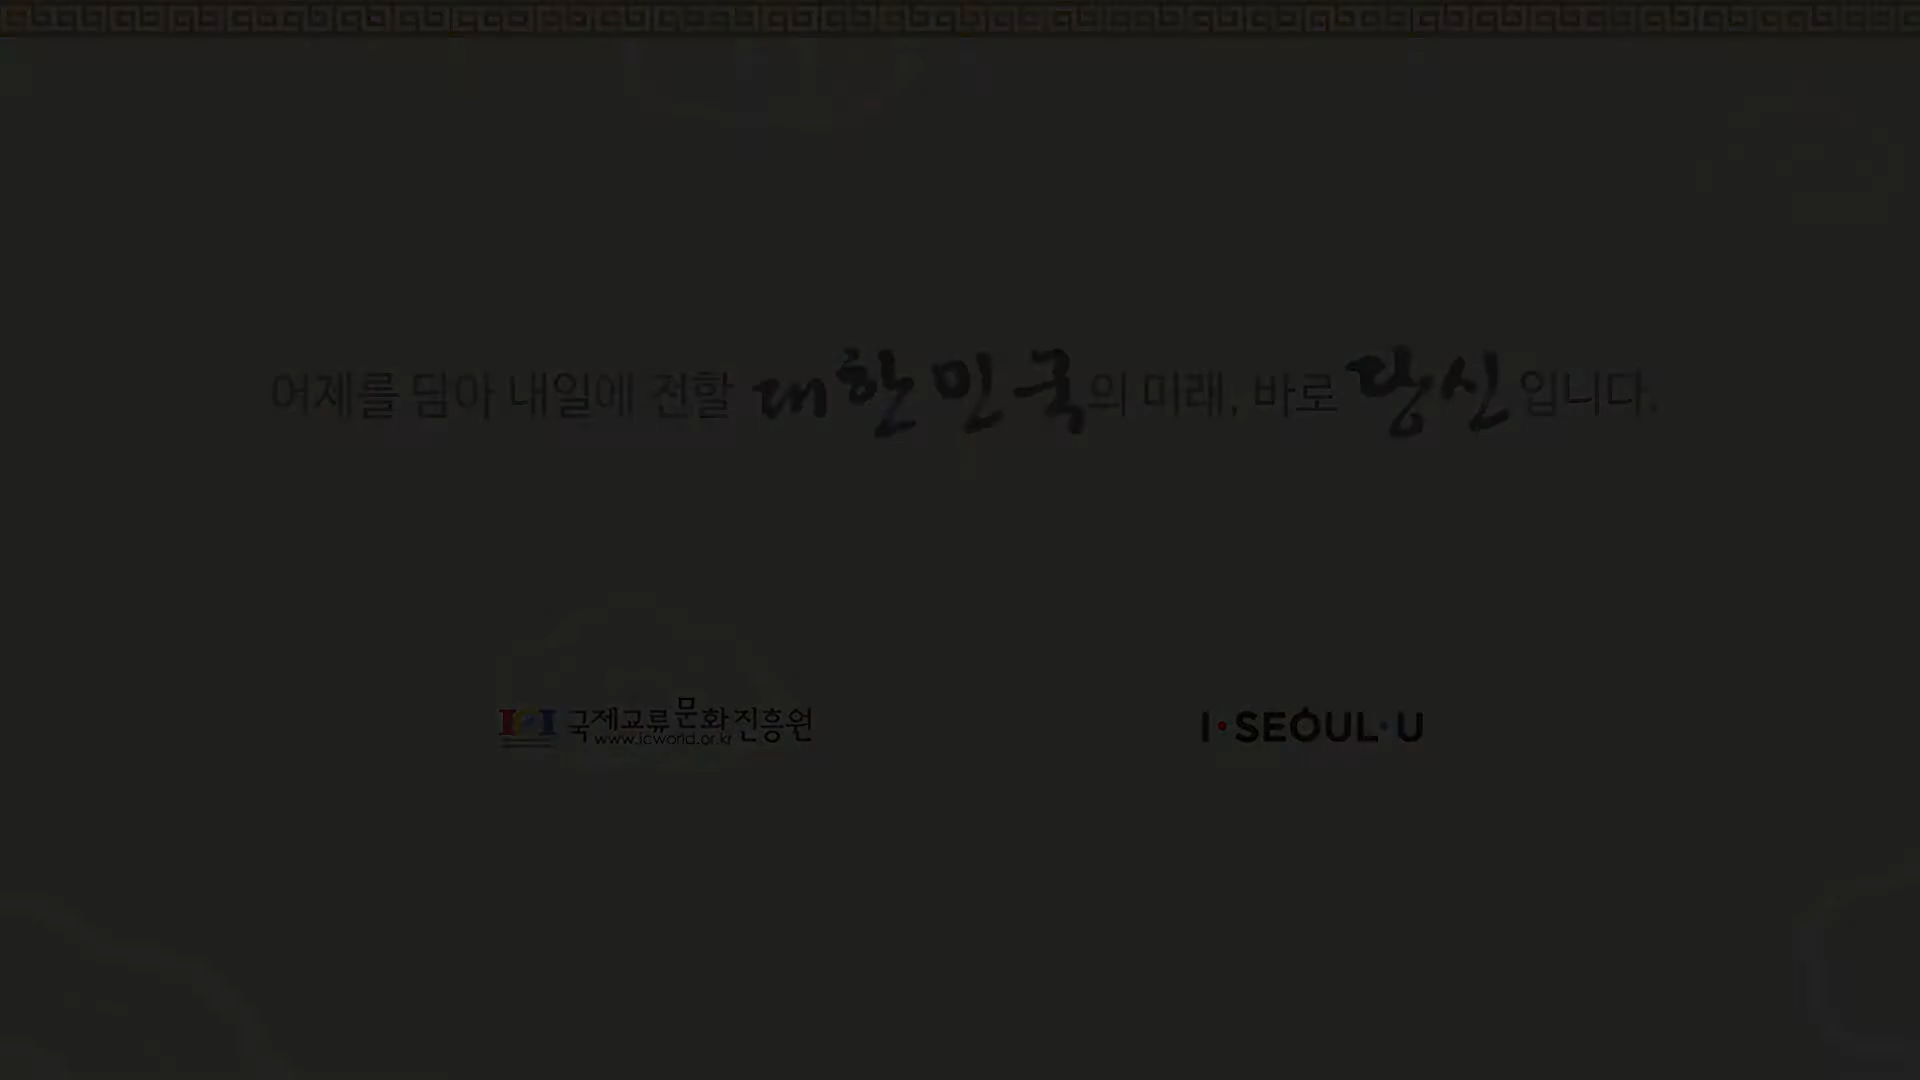 어제를 담아 내일에 전할 대한민국의 미래, 바로 당신입니다.
ICI 국제교류문화진흥원
www.icworld.or.kr
I·SEOUL·U